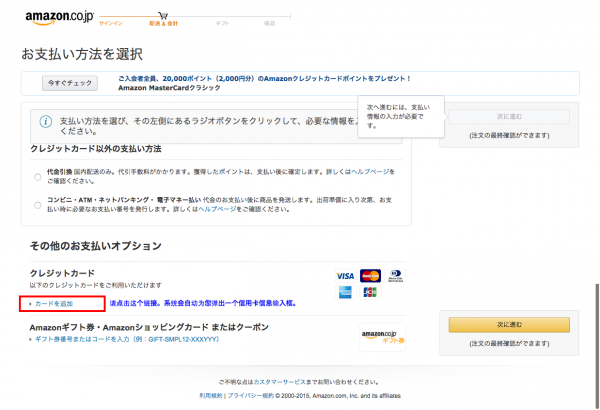 amazon.co.jp
サインイン 配送 & 会計 ギフト 確認
お支払い方法を選択
今すぐチェック
ご入会者全員、20,000ポイント（2,000円分）のAmazonクレジットカードポイントをプレゼント！
Amazon MasterCardクラシック
支払い方法を選び、その左側にあるラジオボタンをクリックして、必要な情報を入
ください。
次へ進むには、支払い
情報の入力が必要で
す。
次に進む
(注文の最終確認ができます)
クレジットカード以外の支払い方法
代金引換 国内配送のみ。代引手数料がかかります。獲得したポイントは、支払い後に確定します。詳しくはヘルプページを
ご確認ください。
コンビニ・ATM・ネットバンキング・ 電子マネー払い 代金のお支払い後に商品を発送します。出荷準備に入り次第、お支
払い時に必要なお支払い番号を発行します。詳しくはヘルプページをご確認ください。
その他のお支払いオプション
クレジットカード
以下のクレジットカードをご利用いただけます
VISA MasterCard Diners Club
AMERICAN EXPRESS JCB
カードを追加
请点击这个链接。系统会自动为您弹出一个信用卡信息输入框。
Amazonギフト券・Amazonショッピングカード またはクーポン
ギフト券番号またはコードを入力（例：GIFT-SMPL12-XXXYYY）
amazon.co.jp
ギフト券
次に進む
(注文の最終確認ができます)
ご不明な点はカスタマーサービスまでお問い合わせください。
利用規約 | プライバシー規約 © 2000-2015, Amazon.com, Inc. and its affiliates